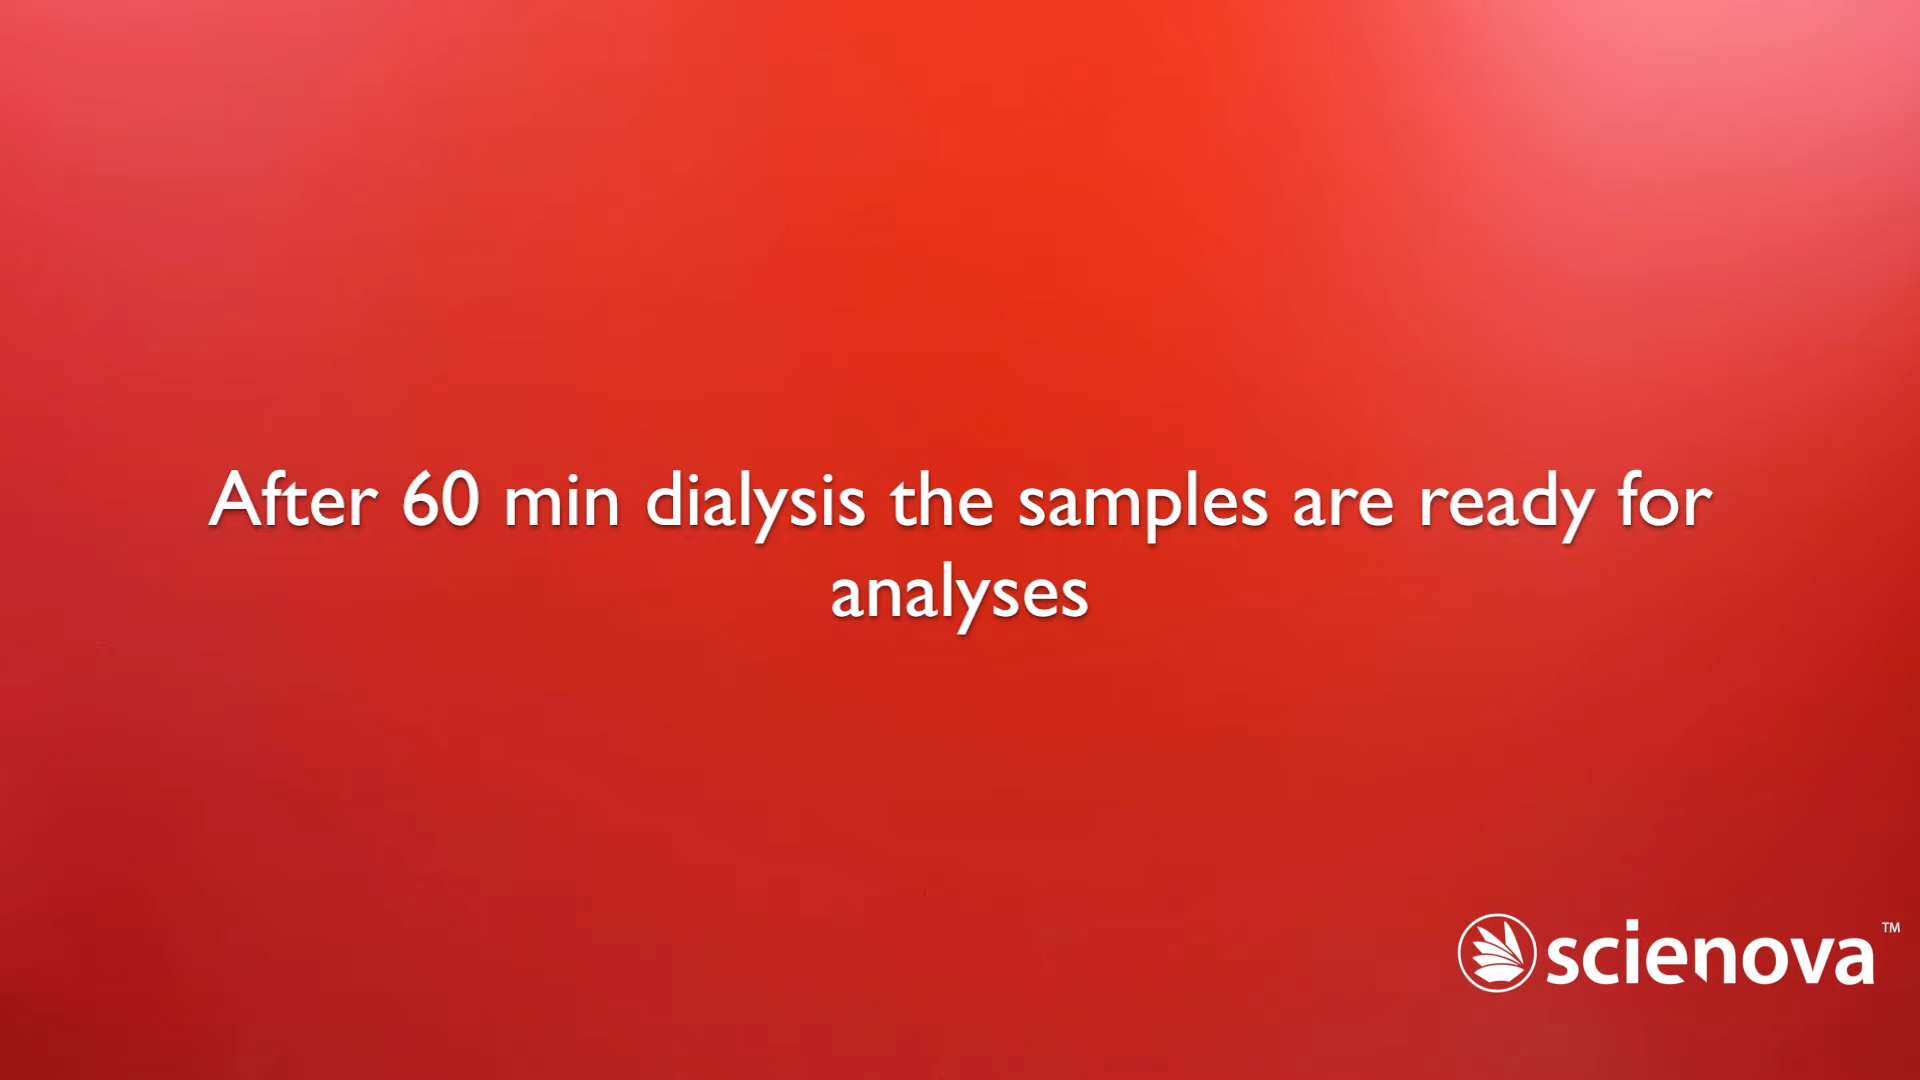 After 60 min dialysis the samples are ready for
analyses
scienova™